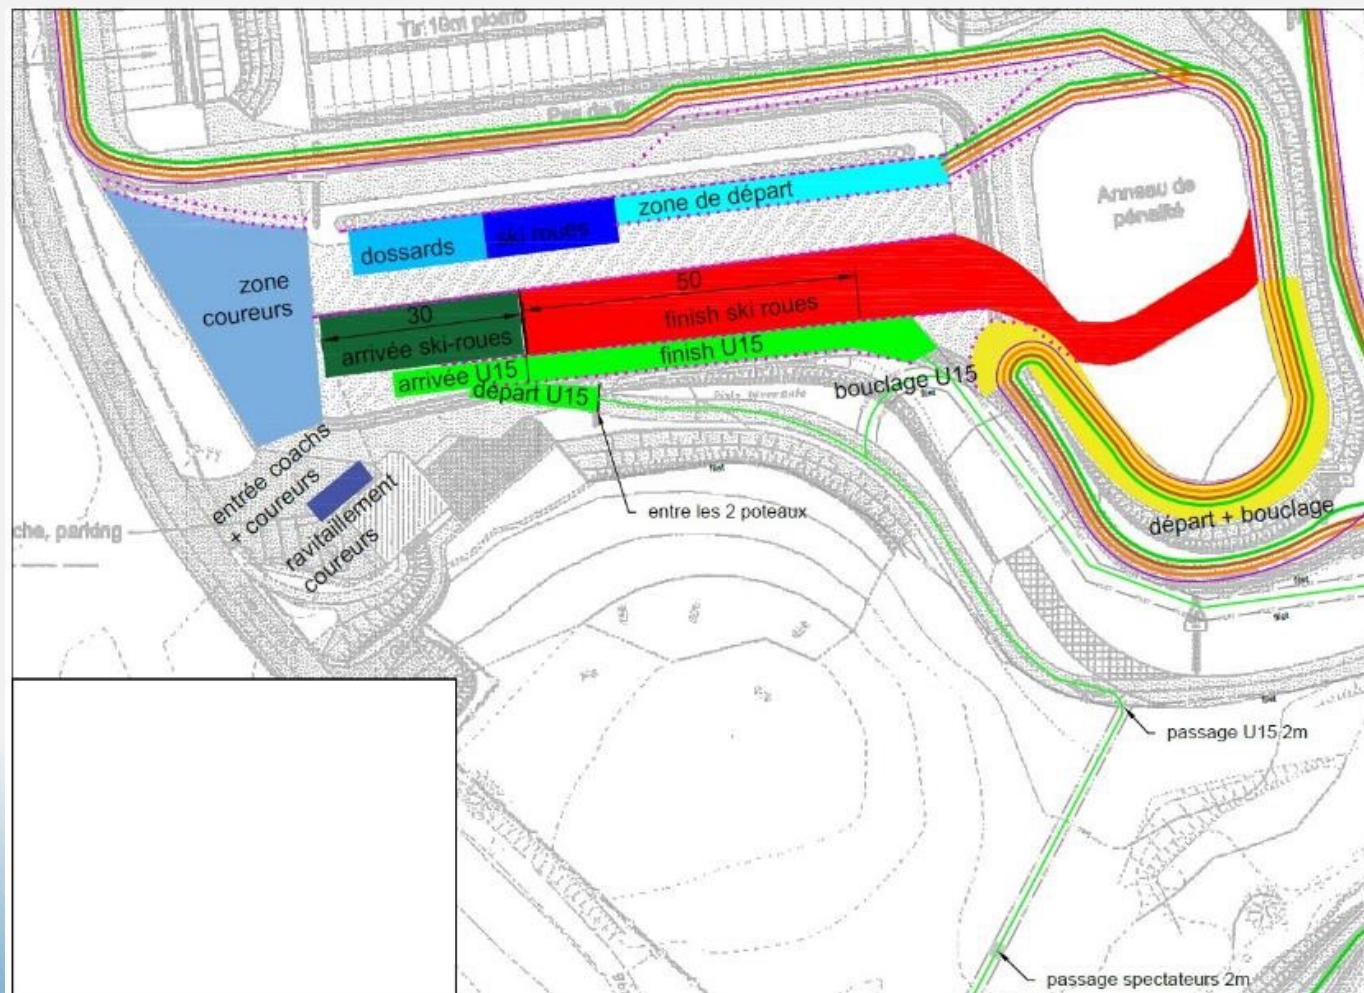 Tir 10m plomb
Anneau de
pénalité
zone de départ
ski roues
dossards
zone
coureurs
50
30
finish ski roues
arrivée ski-roues
finish U15
arrivée U15
départ U15
bouclage U15
Piste réversible
entrée coachs
+ coureurs
ravitaillement
coureurs
che, parking
entre les 2 poteaux
départ + bouclage
passage U15 2m
passage spectateurs 2m